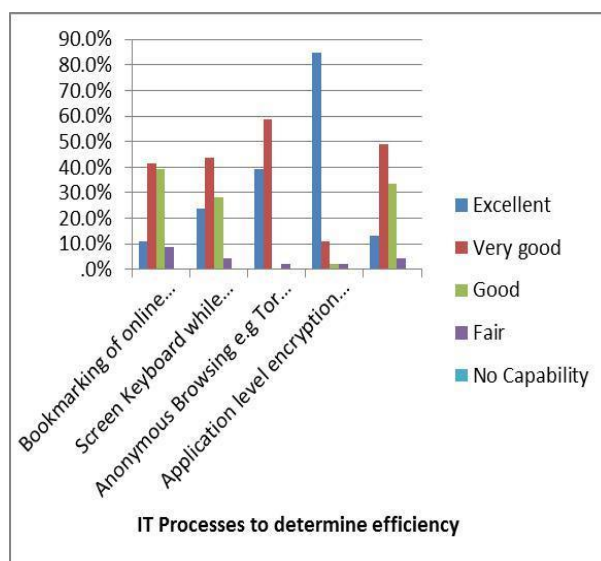 90.0%
80.0%
70.0%
60.0%
50.0%
40.0%
30.0%
20.0%
10.0%
.0%
Bookmarking of online...
Screen Keyboard while...
Anonymous Browsing e.g Tor...
Application level encryption...
Excellent
Very good
Good
Fair
No Capability
IT Processes to determine efficiency